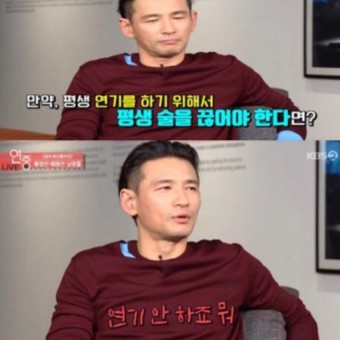 만약, 평생 연기를 하기 위해서
평생 술을 끊어야 한다면?
연중
LIVE
KBS2
연기 안 하죠 뭐